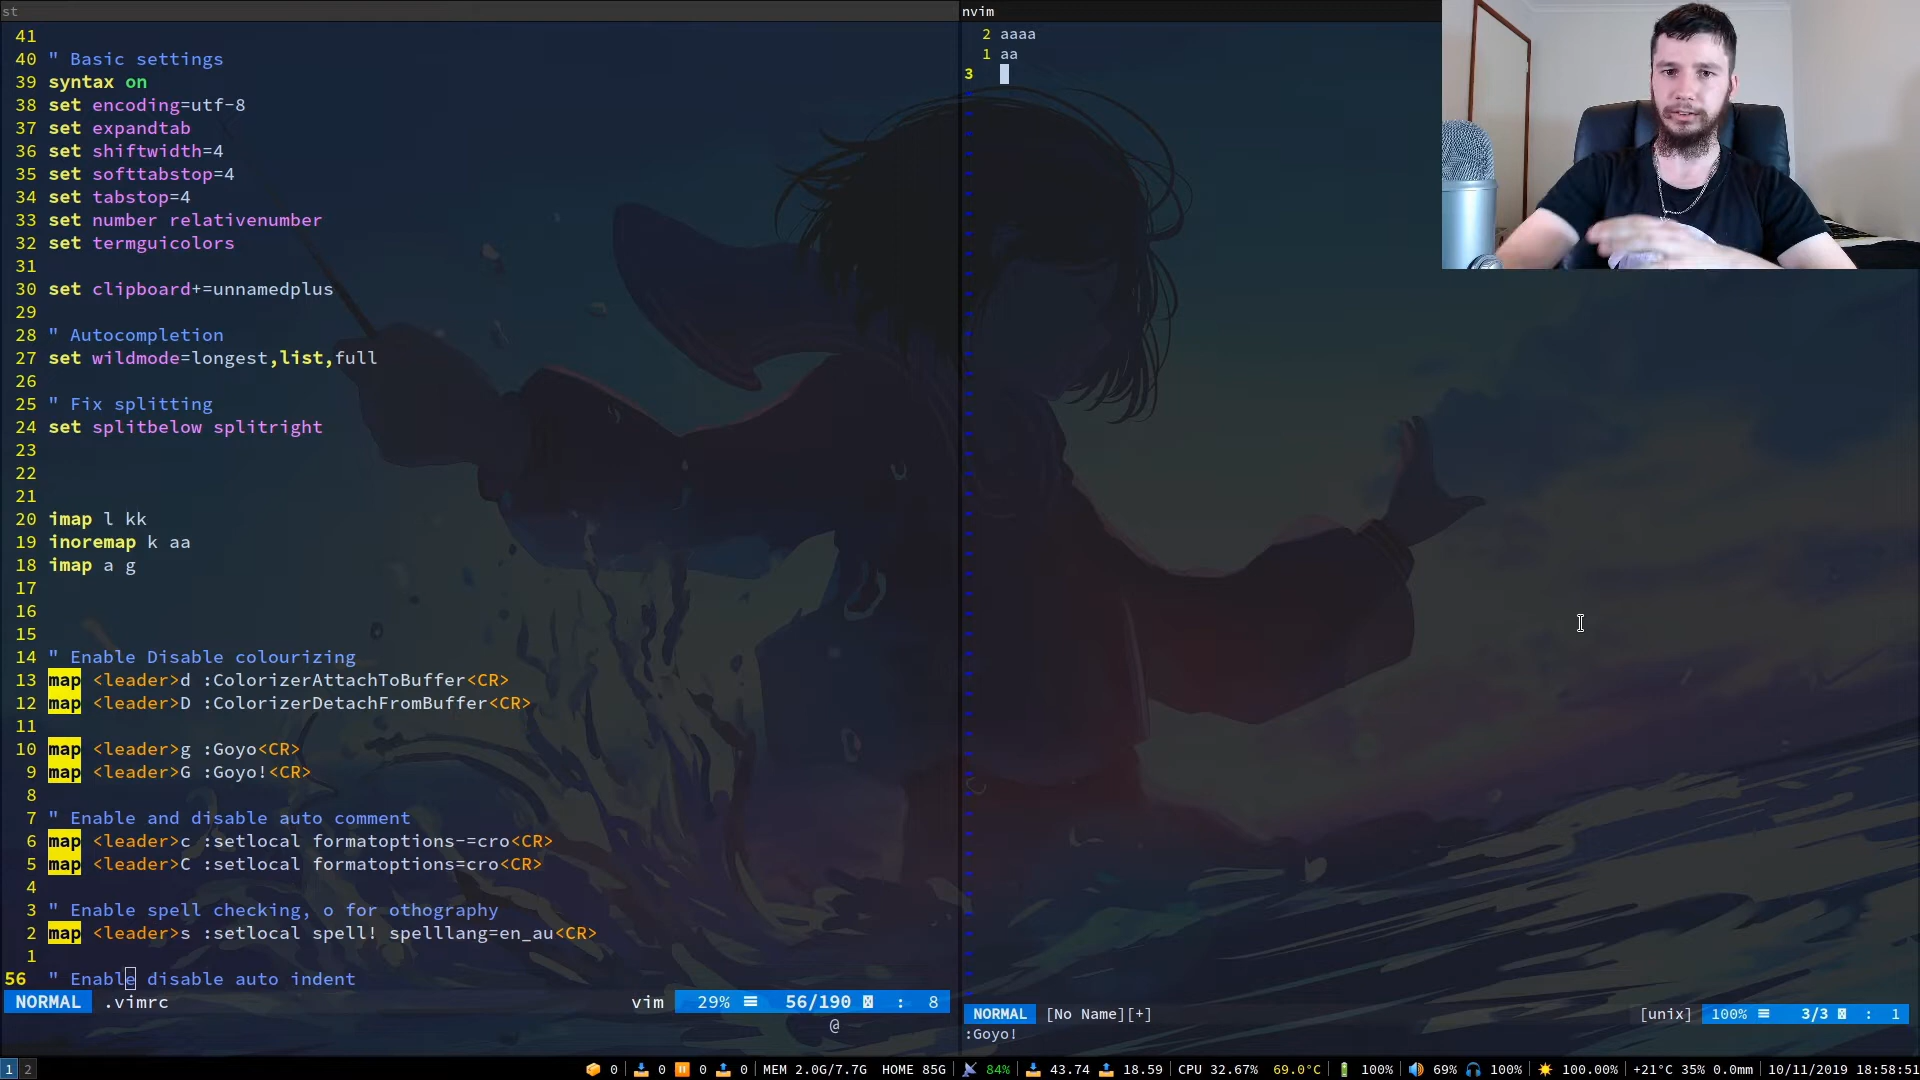 st
41
40 " Basic settings
39 syntax on
38 set encoding=utf-8
37 set expandtab
36 set shiftwidth=4
35 set softtabstop=4
34 set tabstop=4
33 set number relativenumber
32 set termguicolors
31
30 set clipboard+=unnamedplus
29
28 " Autocompletion
27 set wildmode=longest,list,full
26
25 " Fix splitting
24 set splitbelow splitright
23
22
21
20 imap l kk
19 inoremap k aa
18 imap a g
17
16
15
14 " Enable Disable colourizing
13 map <leader>d :ColorizerAttachToBuffer<CR>
12 map <leader>D :ColorizerDetachFromBuffer<CR>
11
10 map <leader>g :Goyo<CR>
9 map <leader>G :Goyo!<CR>
8
7 " Enable and disable auto comment
6 map <leader>c :setlocal formatoptions-=cro<CR>
5 map <leader>C :setlocal formatoptions=cro<CR>
4
3 " Enable spell checking, o for othography
2 map <leader>s :setlocal spell! spelllang=en_au<CR>
1
56 " Enable disable auto indent
NORMAL .vimrc vim 29% ≡ 56/190 : 8
@
nvim
2 aaaa
1 aa
3
NORMAL [No Name][+] [unix] 100% ≡ 3/3 : 1
:Goyo!
1 2 0 0 0 0 MEM 2.0G/7.7G HOME 85G 84% 43.74 18.59 CPU 32.67% 69.0°C 100% 69% 100% 100.00% +21°C 35% 0.0mm 10/11/2019 18:58:51